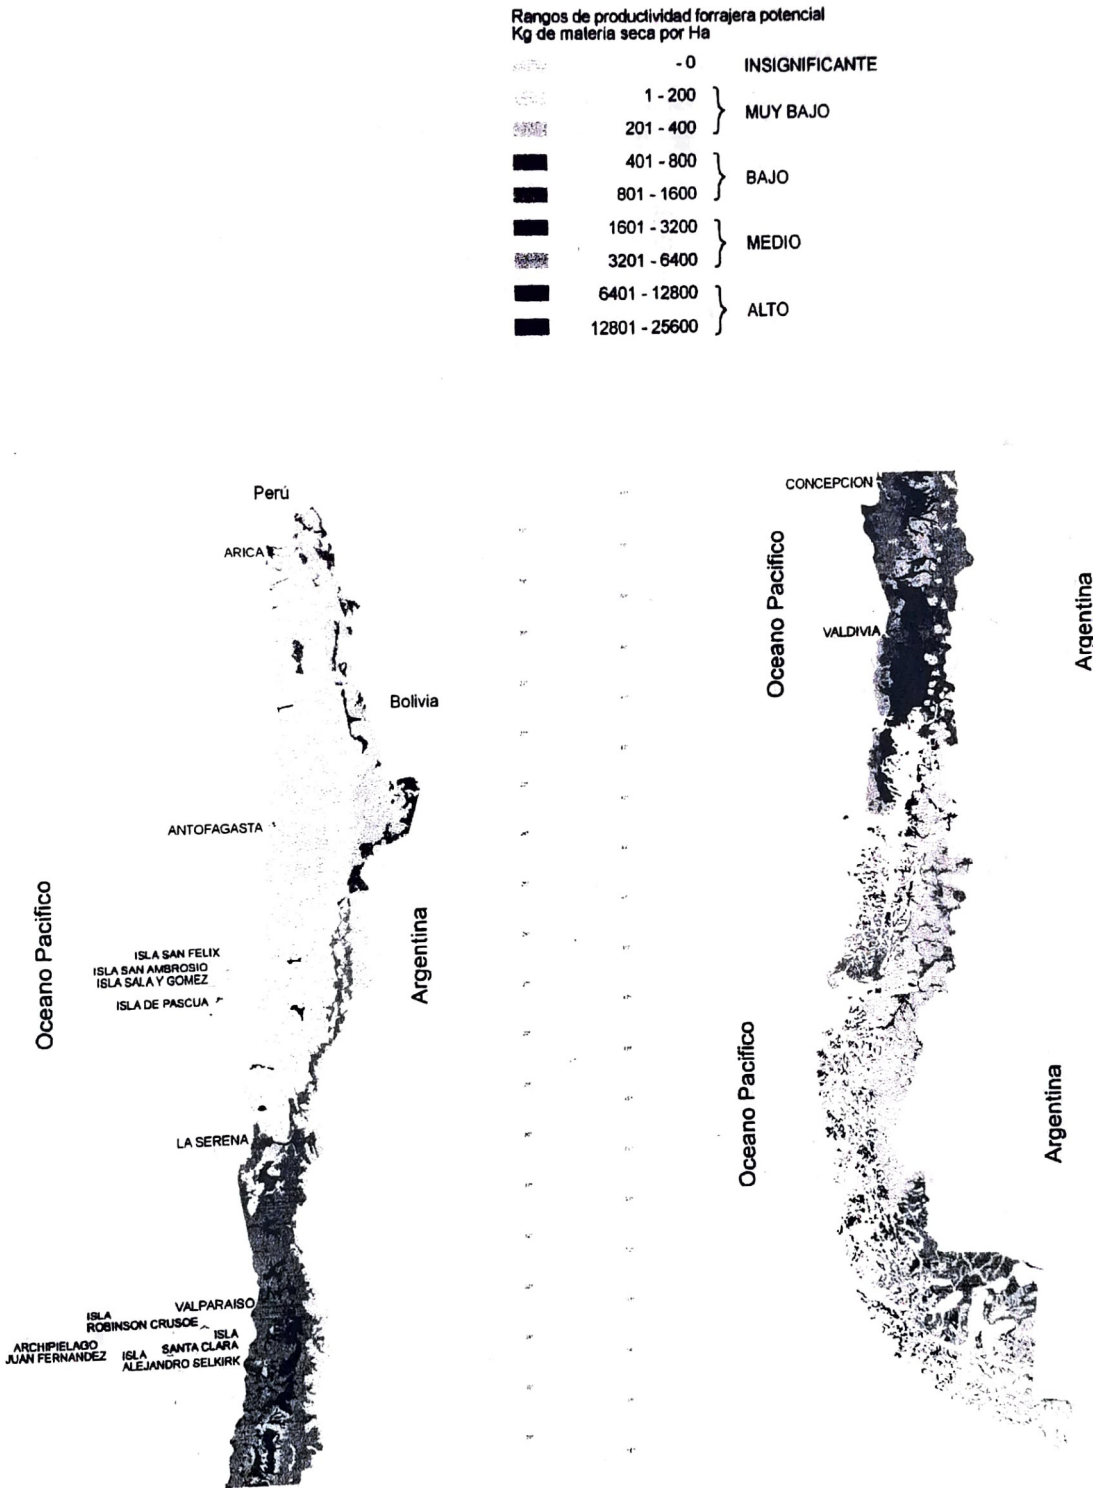 Rangos de productividad forrajera potencial
Kg de materia seca por Ha
- 0 INSIGNIFICANTE
1 - 200
MUY BAJO
201 - 400
401 - 800
BAJO
801 - 1600
1601 - 3200
MEDIO
3201 - 6400
6401 - 12800
ALTO
12801 - 25600
Perú
ARICA
Bolivia
ANTOFAGASTA
Oceano Pacifico
Argentina
ISLA SAN FELIX
ISLA SAN AMBROSIO
ISLA SALA Y GOMEZ
ISLA DE PASCUA
LA SERENA
VALPARAISO
ISLA
ROBINSON CRUSOE
ISLA
SANTA CLARA
ARCHIPIELAGO
JUAN FERNANDEZ
ISLA
ALEJANDRO SELKIRK
CONCEPCION
Oceano Pacifico
Argentina
VALDIVIA
Oceano Pacifico
Argentina